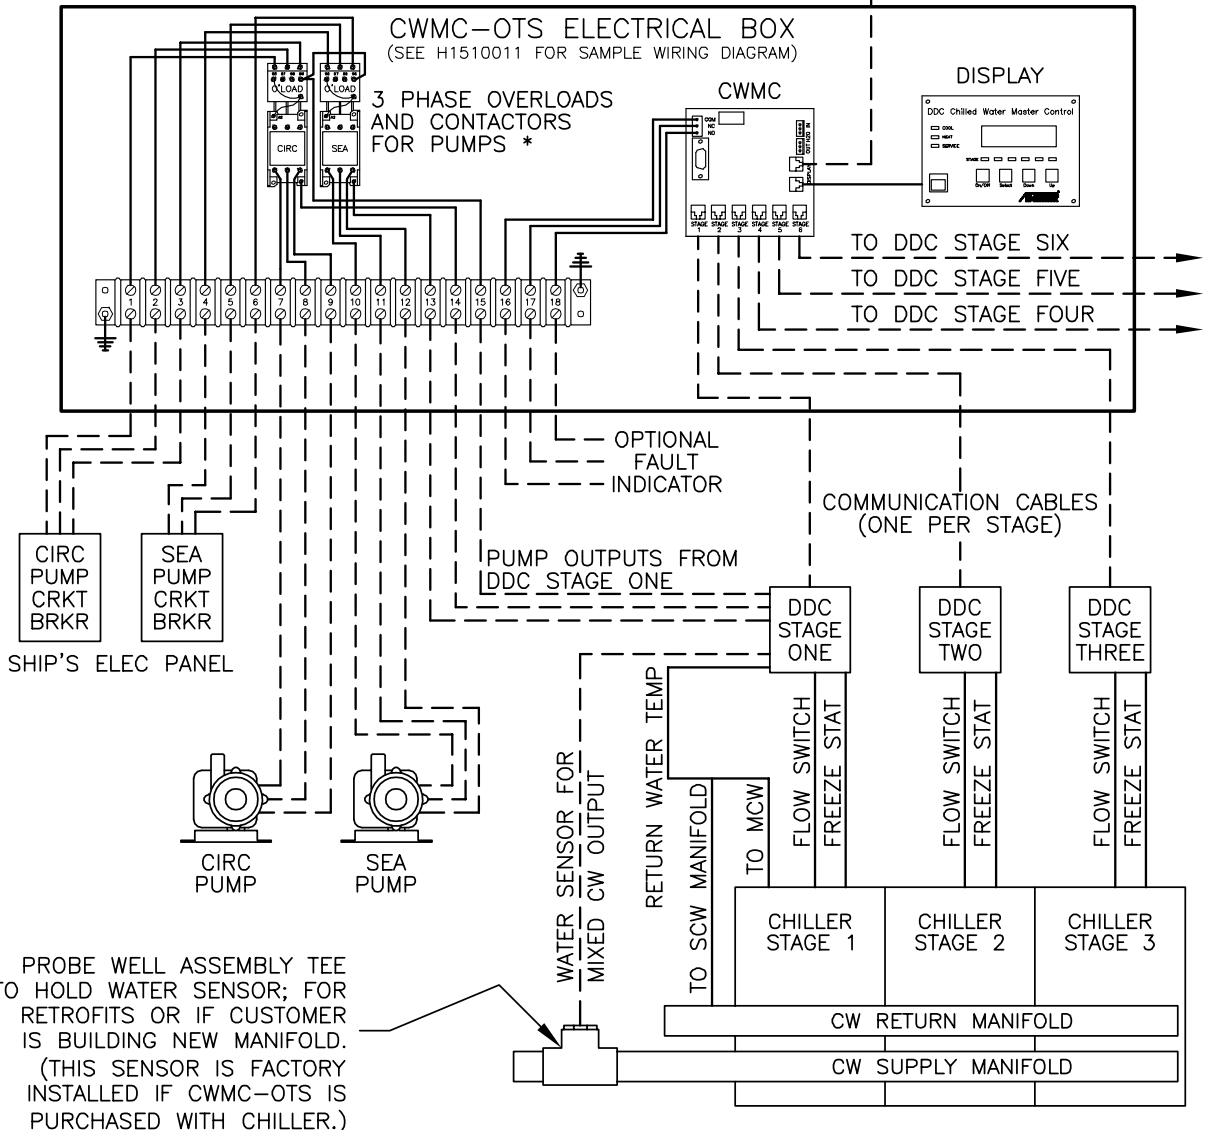 CWMC-OTS ELECTRICAL BOX
(SEE H1510011 FOR SAMPLE WIRING DIAGRAM)
O'LOAD
O'LOAD
CIRC
SEA
3 PHASE OVERLOADS
AND CONTACTORS
FOR PUMPS *
CWMC
COM
NC
NO
OUT H2O IN
DISPLAY
STAGE 1
STAGE 2
STAGE 3
STAGE 4
STAGE 5
STAGE 6
DISPLAY
DDC Chilled Water Master Control
COOL
HEAT
SERVICE
STAGE
On/Off Select Down Up
TO DDC STAGE SIX
TO DDC STAGE FIVE
TO DDC STAGE FOUR
1 2 3 4 5 6 7 8 9 10 11 12 13 14 15 16 17 18
OPTIONAL
FAULT
INDICATOR
COMMUNICATION CABLES
(ONE PER STAGE)
CIRC
PUMP
CRKT
BRKR
SEA
PUMP
CRKT
BRKR
SHIP'S ELEC PANEL
PUMP OUTPUTS FROM
DDC STAGE ONE
DDC
STAGE
ONE
DDC
STAGE
TWO
DDC
STAGE
THREE
CIRC
PUMP
SEA
PUMP
WATER SENSOR FOR
MIXED CW OUTPUT
RETURN WATER TEMP
TO SCW MANIFOLD
TO MCW
FLOW SWITCH
FREEZE STAT
FLOW SWITCH
FREEZE STAT
FLOW SWITCH
FREEZE STAT
CHILLER
STAGE 1
CHILLER
STAGE 2
CHILLER
STAGE 3
CW RETURN MANIFOLD
CW SUPPLY MANIFOLD
PROBE WELL ASSEMBLY TEE
TO HOLD WATER SENSOR; FOR
RETROFITS OR IF CUSTOMER
IS BUILDING NEW MANIFOLD.
(THIS SENSOR IS FACTORY
INSTALLED IF CWMC-OTS IS
PURCHASED WITH CHILLER.)